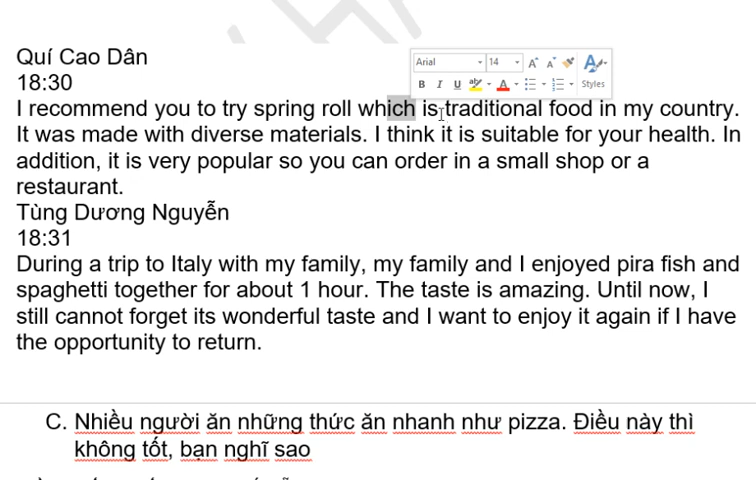 Quí Cao Dân
Arial 14
18:30
B I U A Styles
I recommend you to try spring roll which is traditional food in my country.
It was made with diverse materials. I think it is suitable for your health. In
addition, it is very popular so you can order in a small shop or a
restaurant.
Tùng Dương Nguyễn
18:31
During a trip to Italy with my family, my family and I enjoyed pira fish and
spaghetti together for about 1 hour. The taste is amazing. Until now, I
still cannot forget its wonderful taste and I want to enjoy it again if I have
the opportunity to return.
C. Nhiều người ăn những thức ăn nhanh như pizza. Điều này thì
không tốt, bạn nghĩ sao